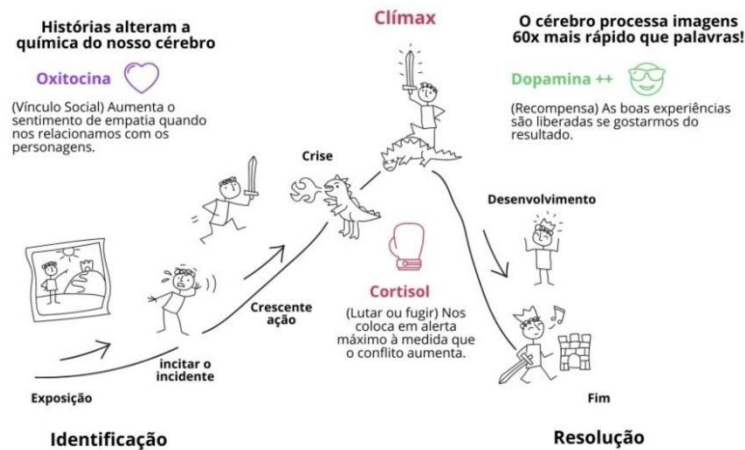 Histórias alteram a
química do nosso cérebro
Oxitocina
(Vínculo Social) Aumenta o
sentimento de empatia quando
nos relacionamos com os
personagens.
Clímax
O cérebro processa imagens
60x mais rápido que palavras!
Dopamina ++
(Recompensa) As boas experiências
são liberadas se gostarmos do
resultado.
Crise
Desenvolvimento
Cortisol
(Lutar ou fugir) Nos
coloca em alerta
máximo à medida que
o conflito aumenta.
Crescente
ação
incitar o
incidente
Exposição
Fim
Identificação
Resolução